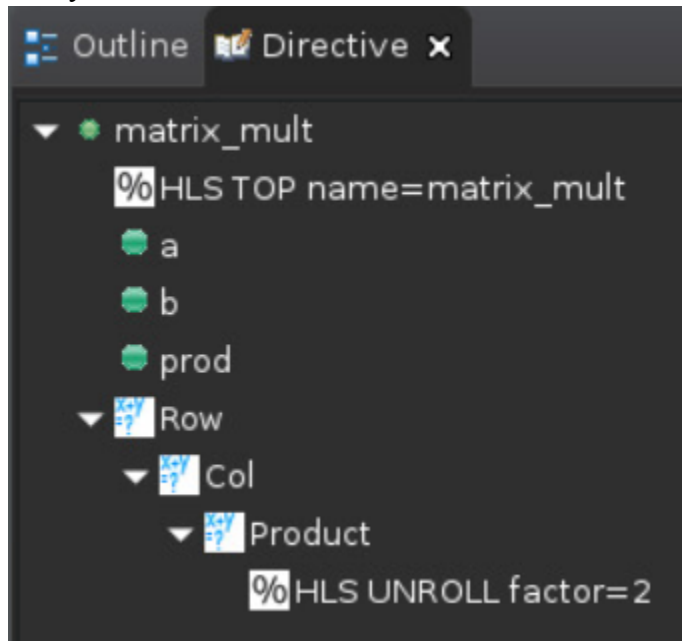 Outline Directive
matrix_mult
% HLS TOP name=matrix_mult
a
b
prod
x+y=? Row
x+y=? Col
x+y=? Product
% HLS UNROLL factor=2